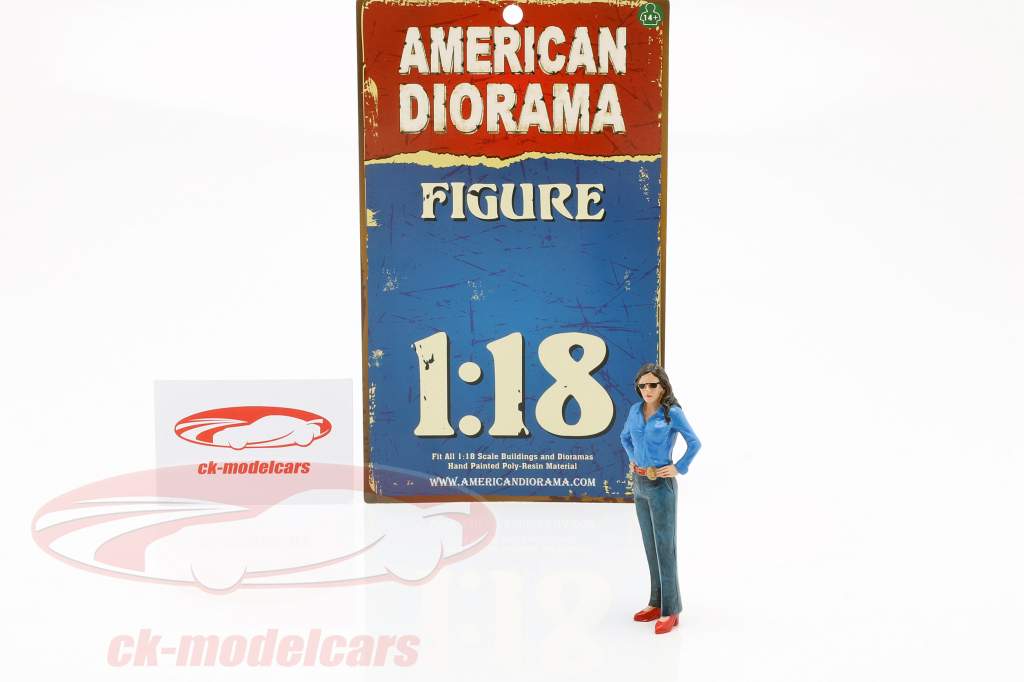 14+
AMERICAN
DIORAMA
FIGURE
1:18
Fit All 1:18 Scale Buildings and Dioramas
Hand Painted Poly-Resin Material
WWW.AMERICANDIORAMA.COM
ck-modelcars
ck-modelcars